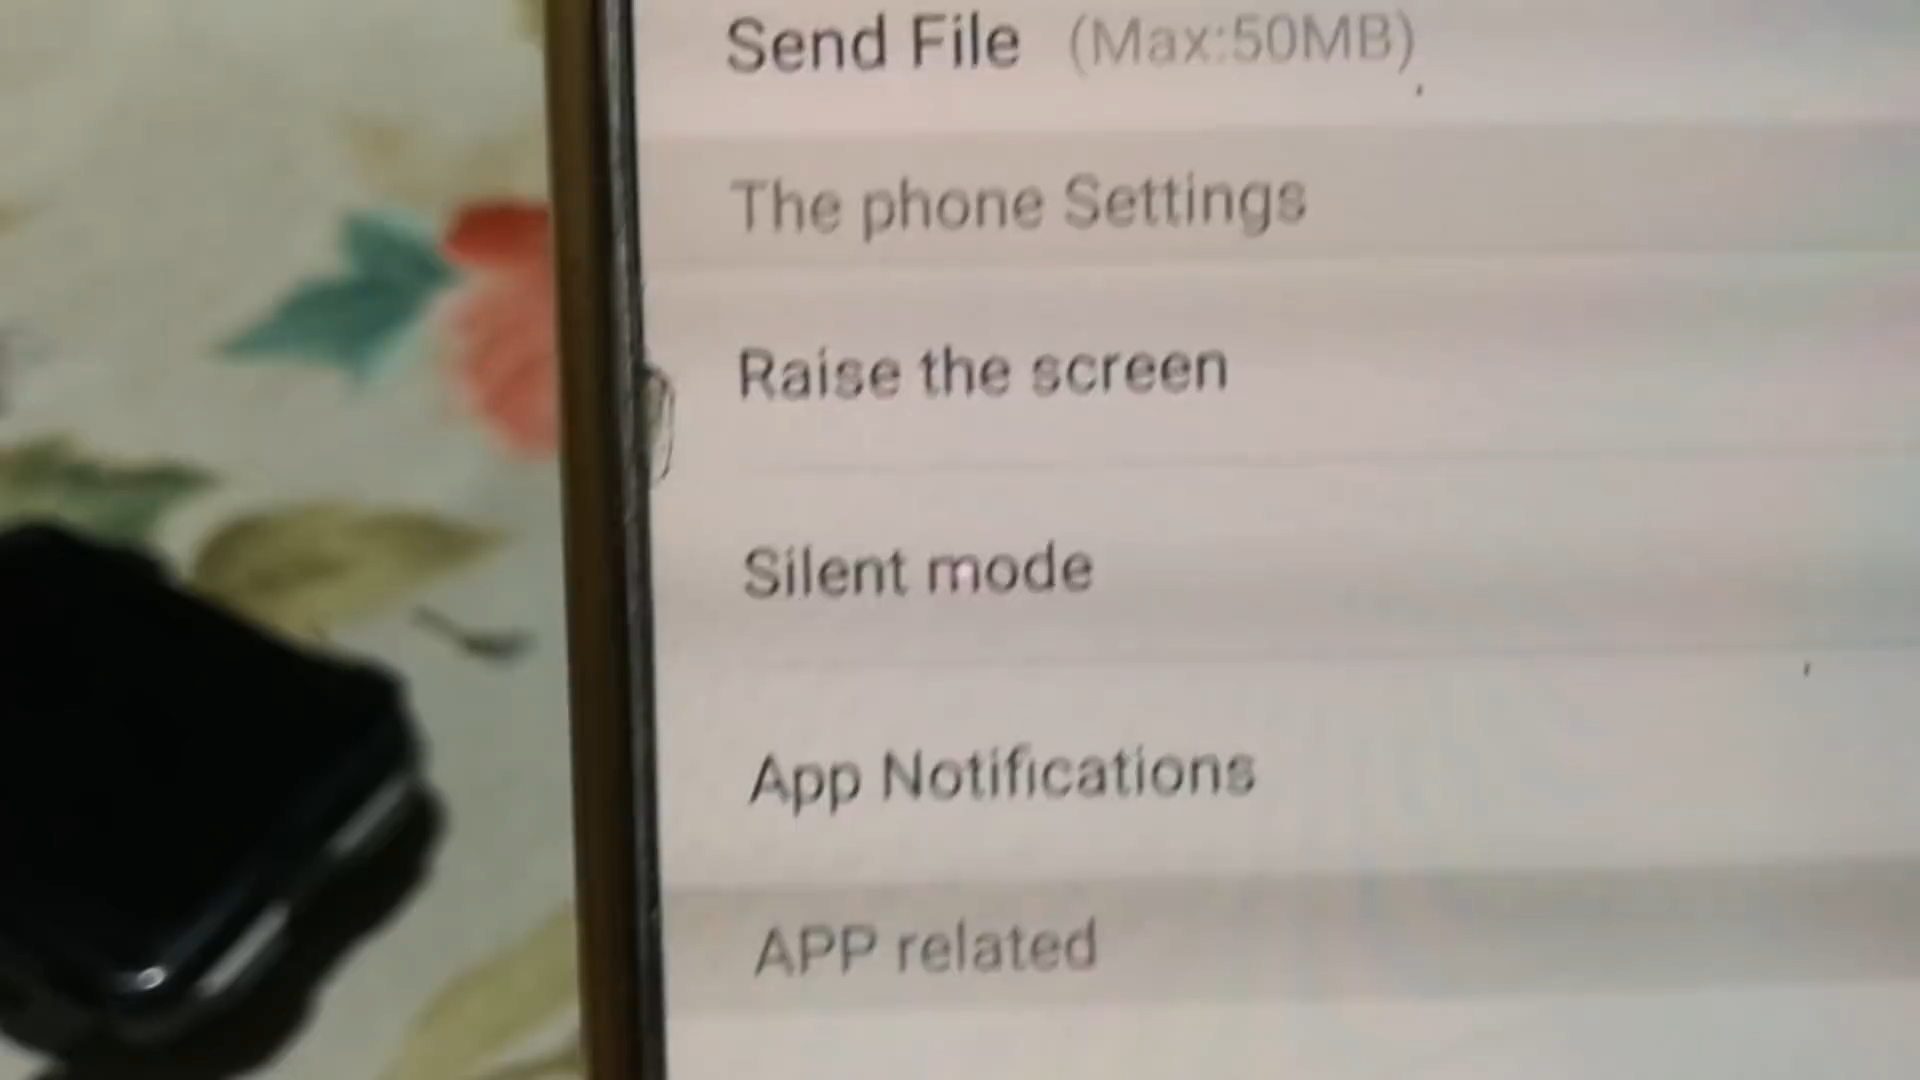 Send File (Max:50MB)
The phone Settings
Raise the screen
Silent mode
App Notifications
APP related